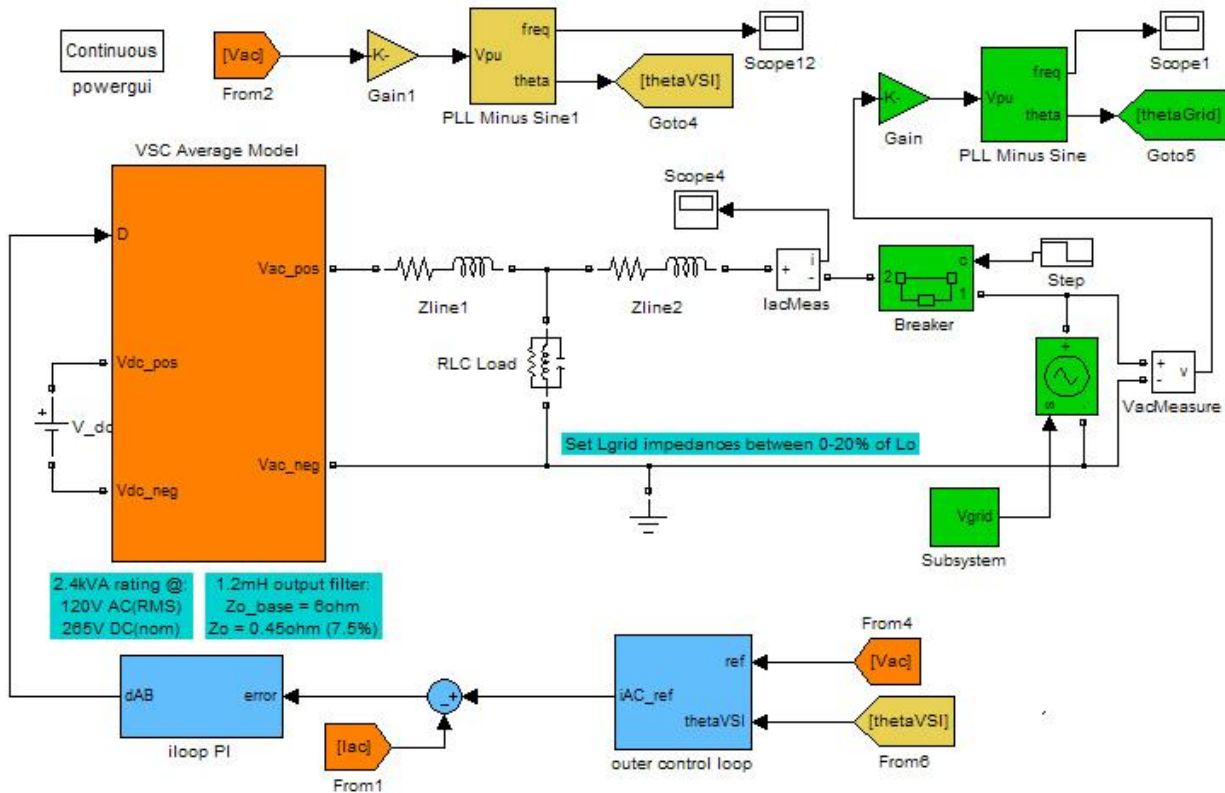 Continuous
powergui
[Vac]
From2
K-
Gain1
Vpu
freq
theta
PLL Minus Sine1
Scope12
[thetaVSI]
Goto4
K-
Gain
Vpu
freq
theta
PLL Minus Sine
Scope1
[thetaGrid]
Goto5
VSC Average Model
D
Vac_pos
Vdc_pos
Vdc_neg
Vac_neg
+
V_dc
Zline1
Zline2
RLC Load
Scope4
+
i
-
IacMeas
2
c
1
Breaker
Step
+
s
-
+
-
v
VacMeasure
Set Lgrid impedances between 0-20% of Lo
Vgrid
Subsystem
2.4kVA rating @:
120V AC(RMS)
265V DC(nom)
1.2mH output filter:
Zo_base = 6ohm
Zo = 0.45ohm (7.5%)
dAB
error
iloop PI
-+
[Iac]
From1
iAC_ref
ref
thetaVSI
outer control loop
From4
[Vac]
[thetaVSI]
From6